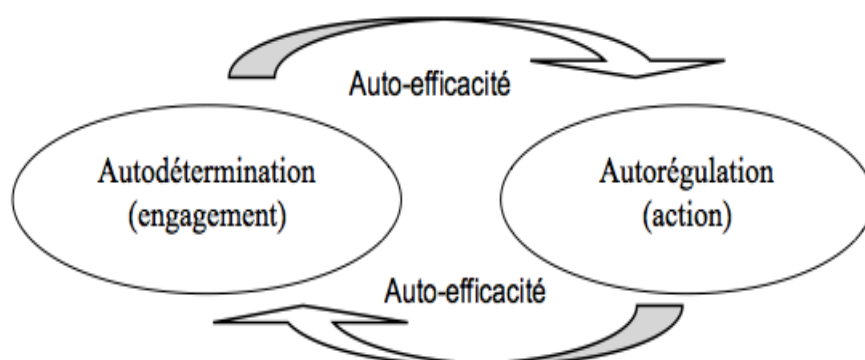 Auto-efficacité
Autodétermination
(engagement)
Autorégulation
(action)
Auto-efficacité